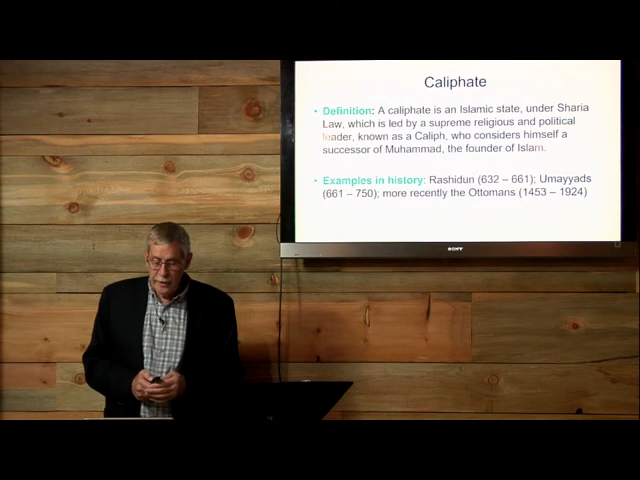 Caliphate
• Definition: A caliphate is an Islamic state, under Sharia
Law, which is led by a supreme religious and political
leader, known as a Caliph, who considers himself a
successor of Muhammad, the founder of Islam.
• Examples in history: Rashidun (632 – 661); Umayyads
(661 – 750); more recently the Ottomans (1453 – 1924)
SONY